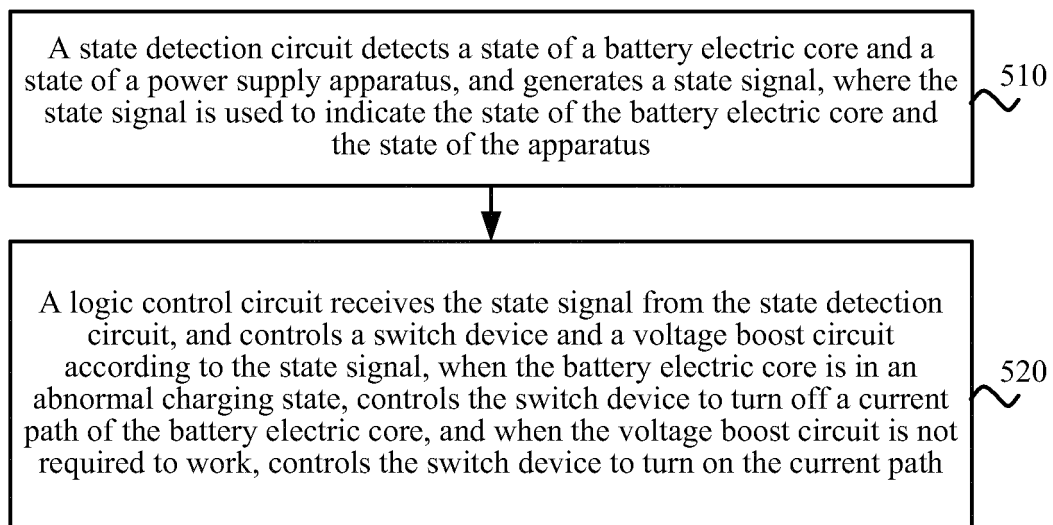 A state detection circuit detects a state of a battery electric core and a
state of a power supply apparatus, and generates a state signal, where the
state signal is used to indicate the state of the battery electric core and
the state of the apparatus
510
A logic control circuit receives the state signal from the state detection
circuit, and controls a switch device and a voltage boost circuit
according to the state signal, when the battery electric core is in an
abnormal charging state, controls the switch device to turn off a current
path of the battery electric core, and when the voltage boost circuit is not
required to work, controls the switch device to turn on the current path
520